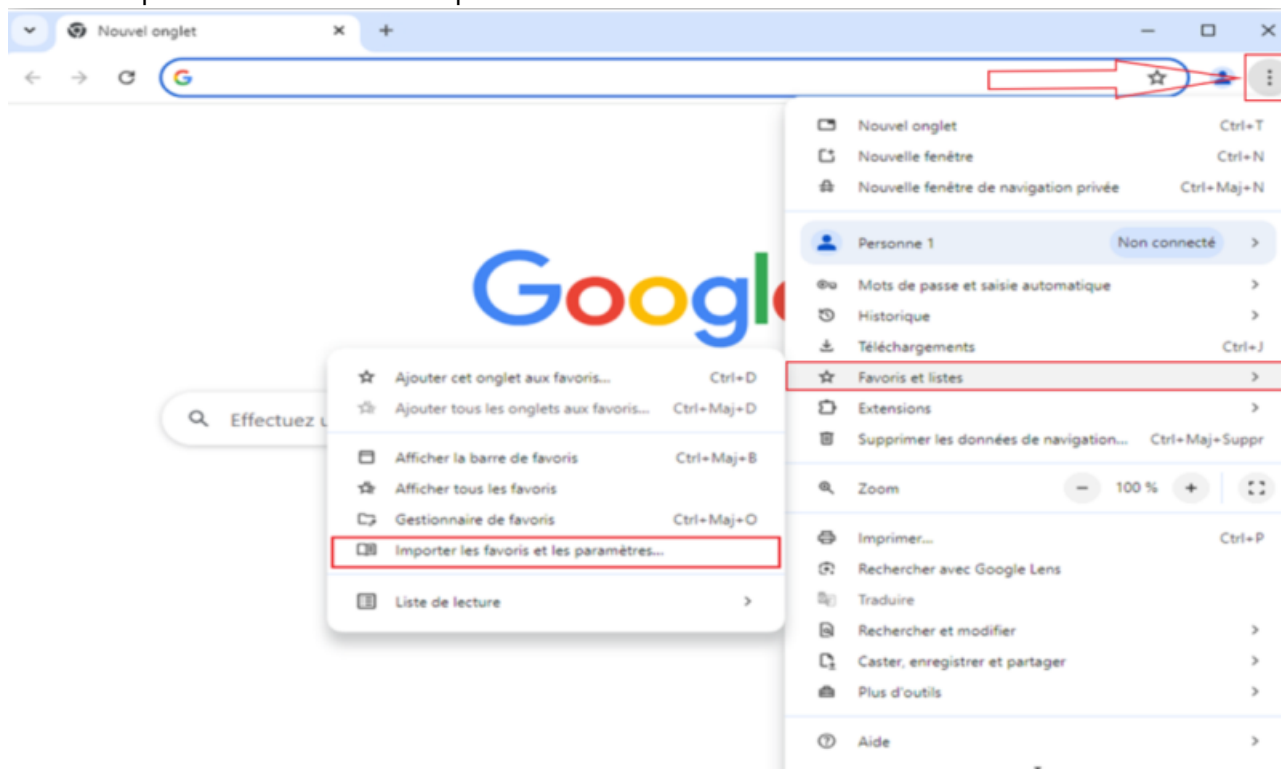 Nouvel onglet
Nouvel onglet Ctrl+T
Nouvelle fenêtre Ctrl+N
Nouvelle fenêtre de navigation privée Ctrl+Maj+N
Personne 1 Non connecté
Mots de passe et saisie automatique
Historique
Téléchargements Ctrl+J
Favoris et listes
Extensions
Supprimer les données de navigation... Ctrl+Maj+Suppr
Zoom - 100 % +
Imprimer... Ctrl+P
Rechercher avec Google Lens
Traduire
Rechercher et modifier
Caster, enregistrer et partager
Plus d'outils
Aide
Googl
Effectuez
Ajouter cet onglet aux favoris... Ctrl+D
Ajouter tous les onglets aux favoris... Ctrl+Maj+D
Afficher la barre de favoris Ctrl+Maj+B
Afficher tous les favoris
Gestionnaire de favoris Ctrl+Maj+O
Importer les favoris et les paramètres...
Liste de lecture